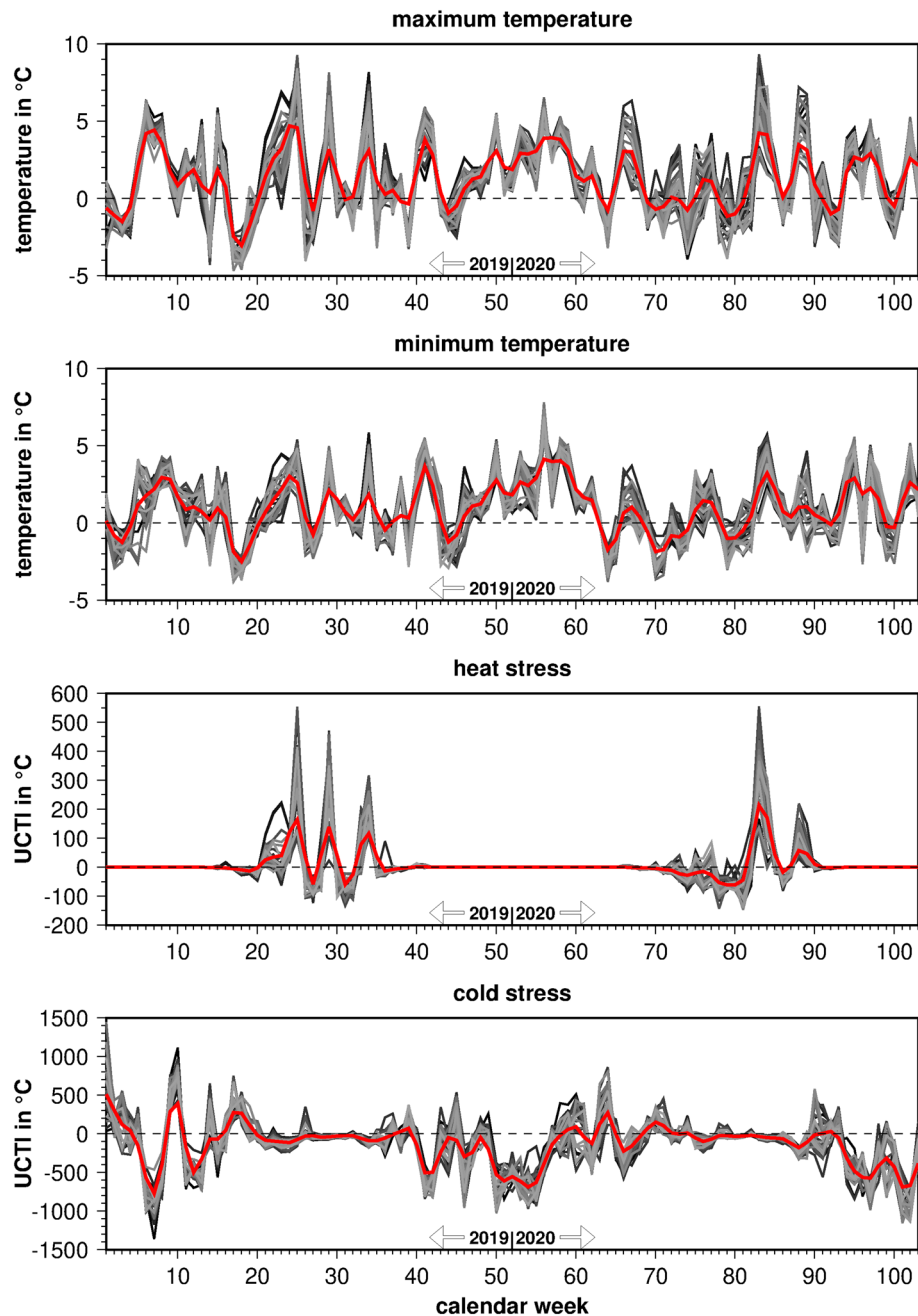 maximum temperature
temperature in °C
10
5
0
-5
2019|2020
10 20 30 40 50 60 70 80 90 100
minimum temperature
temperature in °C
10
5
0
-5
2019|2020
10 20 30 40 50 60 70 80 90 100
heat stress
UCTI in °C
600
500
400
300
200
100
0
-100
-200
2019|2020
10 20 30 40 50 60 70 80 90 100
cold stress
UCTI in °C
1500
1000
500
0
-500
-1000
-1500
2019|2020
10 20 30 40 50 60 70 80 90 100
calendar week